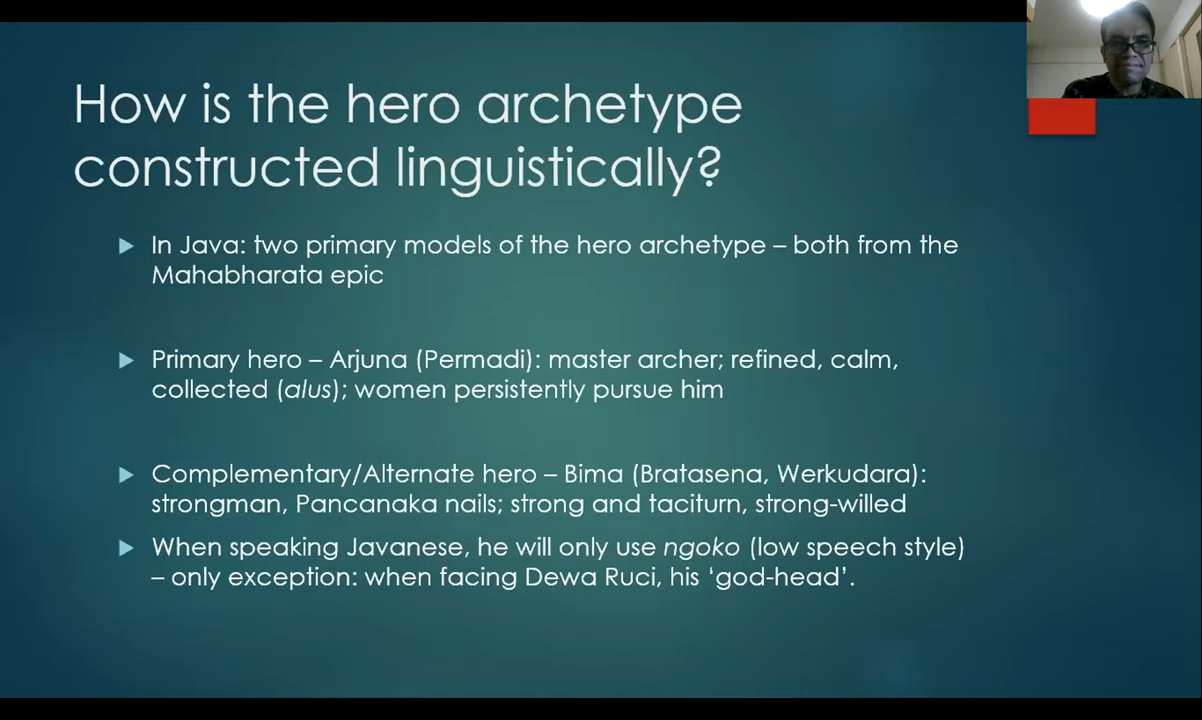 How is the hero archetype
constructed linguistically?
In Java: two primary models of the hero archetype – both from the
Mahabharata epic
Primary hero – Arjuna (Permadi): master archer; refined, calm,
collected (alus); women persistently pursue him
Complementary/Alternate hero – Bima (Bratasena, Werkudara):
strongman, Pancanaka nails; strong and taciturn, strong-willed
When speaking Javanese, he will only use ngoko (low speech style)
– only exception: when facing Dewa Ruci, his ‘god-head’.